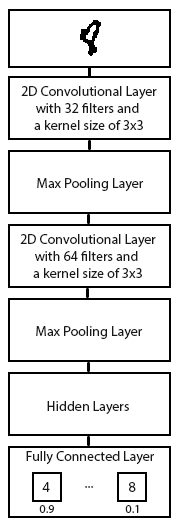 2D Convolutional Layer
with 32 filters and
a kernel size of 3x3
Max Pooling Layer
2D Convolutional Layer
with 64 filters and
a kernel size of 3x3
Max Pooling Layer
Hidden Layers
Fully Connected Layer
4 ... 8
0.9 0.1